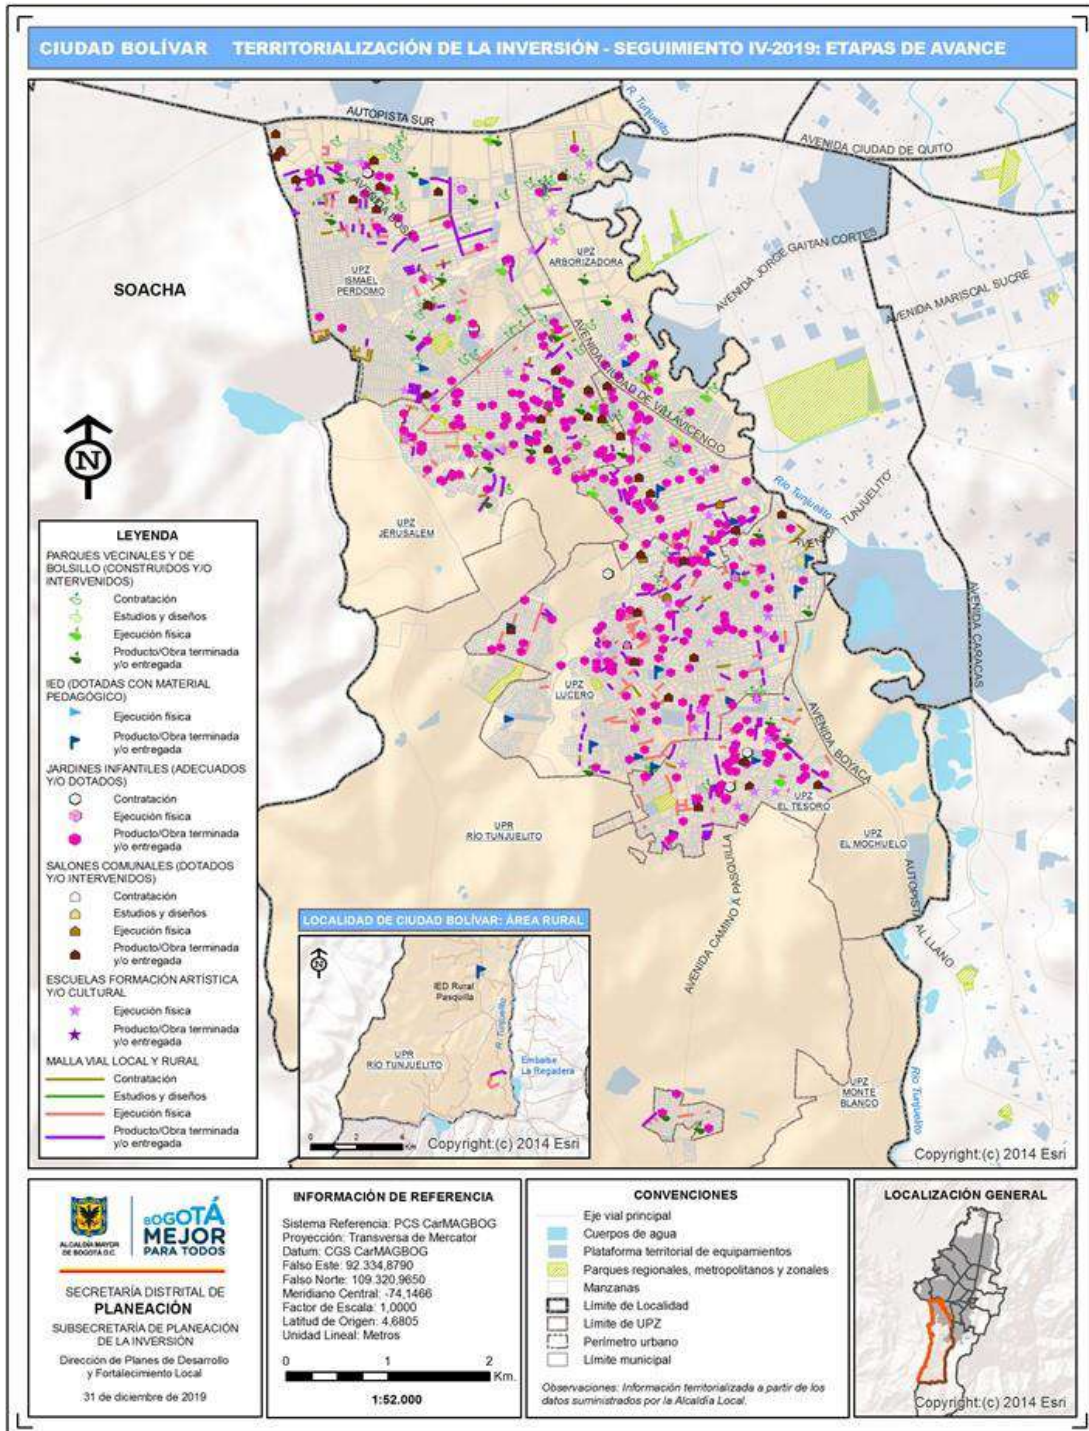 CIUDAD BOLÍVAR TERRITORIALIZACIÓN DE LA INVERSIÓN - SEGUIMIENTO IV-2019: ETAPAS DE AVANCE
AUTOPISTA SUR
R. Tunjuelito
AVENIDA CIUDAD DE QUITO
AVENIDA BOSA
UPZ
ARBORIZADORA
AVENIDA JORGE GAITAN CORTES
UPZ
ISMAEL
PERDOMO
SOACHA
AVENIDA MARISCAL SUCRE
AVENIDA CIUDAD DE VILLAVICENCIO
N
Río Tunjuelito
TUNJUELITO
UPZ
JERUSALEM
AVENIDA CARACAS
UPZ
LUCERO
AVENIDA BOYACA
UPZ
EL TESORO
UPR
RÍO TUNJUELITO
UPZ
EL MOCHUELO
AVENIDA CAMINO A PASQUILLA
AUTOPISTA AL LLANO
UPZ
MONTE
BLANCO
Río Tunjuelito
Copyright:(c) 2014 Esri
LEYENDA
PARQUES VECINALES Y DE
BOLSILLO (CONSTRUIDOS Y/O
INTERVENIDOS)
Contratación
Estudios y diseños
Ejecución física
Producto/Obra terminada
y/o entregada
IED (DOTADAS CON MATERIAL
PEDAGÓGICO)
Ejecución física
Producto/Obra terminada
y/o entregada
JARDINES INFANTILES (ADECUADOS
Y/O DOTADOS)
Contratación
Ejecución física
Producto/Obra terminada
y/o entregada
SALONES COMUNALES (DOTADOS
Y/O INTERVENIDOS)
Contratación
Estudios y diseños
Ejecución física
Producto/Obra terminada
y/o entregada
ESCUELAS FORMACIÓN ARTÍSTICA
Y/O CULTURAL
Ejecución física
Producto/Obra terminada
y/o entregada
MALLA VIAL LOCAL Y RURAL
Contratación
Estudios y diseños
Ejecución física
Producto/Obra terminada
y/o entregada
LOCALIDAD DE CIUDAD BOLÍVAR: ÁREA RURAL
N
IED Rural
Pasquilla
R. Tunjuelito
UPR
RÍO TUNJUELITO
Embalse
La Regadera
0 2 4
Km
Copyright:(c) 2014 Esri
ALCALDÍA MAYOR
DE BOGOTÁ D.C.
BOGOTÁ
MEJOR
PARA TODOS
SECRETARÍA DISTRITAL DE
PLANEACIÓN
SUBSECRETARÍA DE PLANEACIÓN
DE LA INVERSIÓN
Dirección de Planes de Desarrollo
y Fortalecimiento Local
31 de diciembre de 2019
INFORMACIÓN DE REFERENCIA
Sistema Referencia: PCS CarMAGBOG
Proyección: Transversa de Mercator
Datum: CGS CarMAGBOG
Falso Este: 92.334,8790
Falso Norte: 109.320,9650
Meridiano Central: -74,1466
Factor de Escala: 1,0000
Latitud de Origen: 4,6805
Unidad Lineal: Metros
0 1 2
Km.
1:52.000
CONVENCIONES
Eje vial principal
Cuerpos de agua
Plataforma territorial de equipamientos
Parques regionales, metropolitanos y zonales
Manzanas
Límite de Localidad
Límite de UPZ
Perímetro urbano
Límite municipal
Observaciones: Información territorializada a partir de los
datos suministrados por la Alcaldía Local.
LOCALIZACIÓN GENERAL
Copyright:(c) 2014 Esri